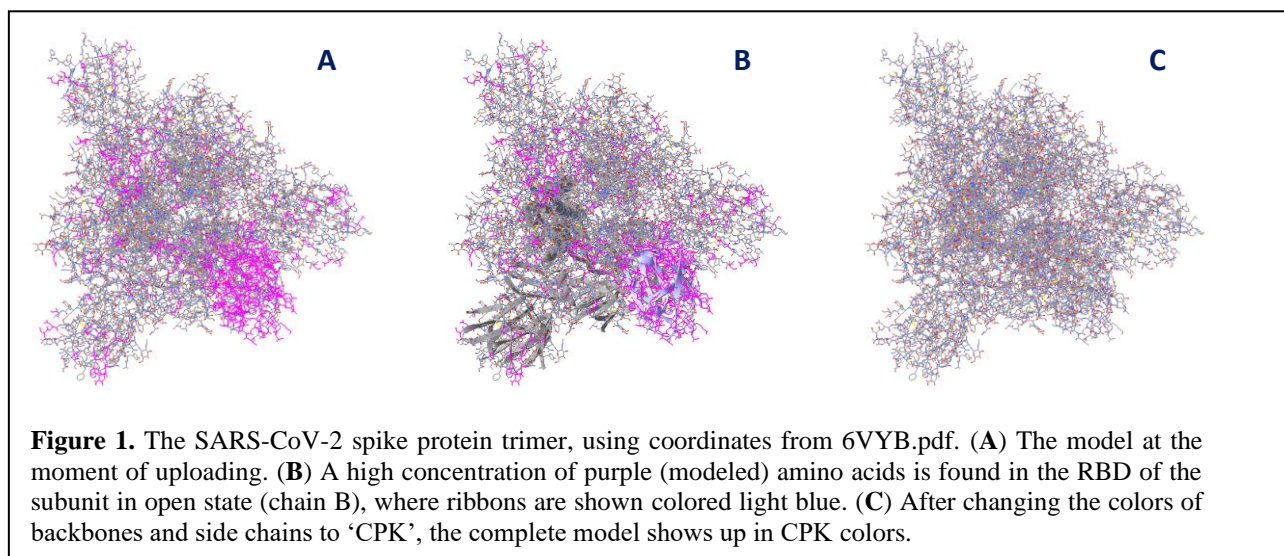 A B C
Figure 1. The SARS-CoV-2 spike protein trimer, using coordinates from 6VYB.pdf. (A) The model at the
moment of uploading. (B) A high concentration of purple (modeled) amino acids is found in the RBD of the
subunit in open state (chain B), where ribbons are shown colored light blue. (C) After changing the colors of
backbones and side chains to ‘CPK’, the complete model shows up in CPK colors.